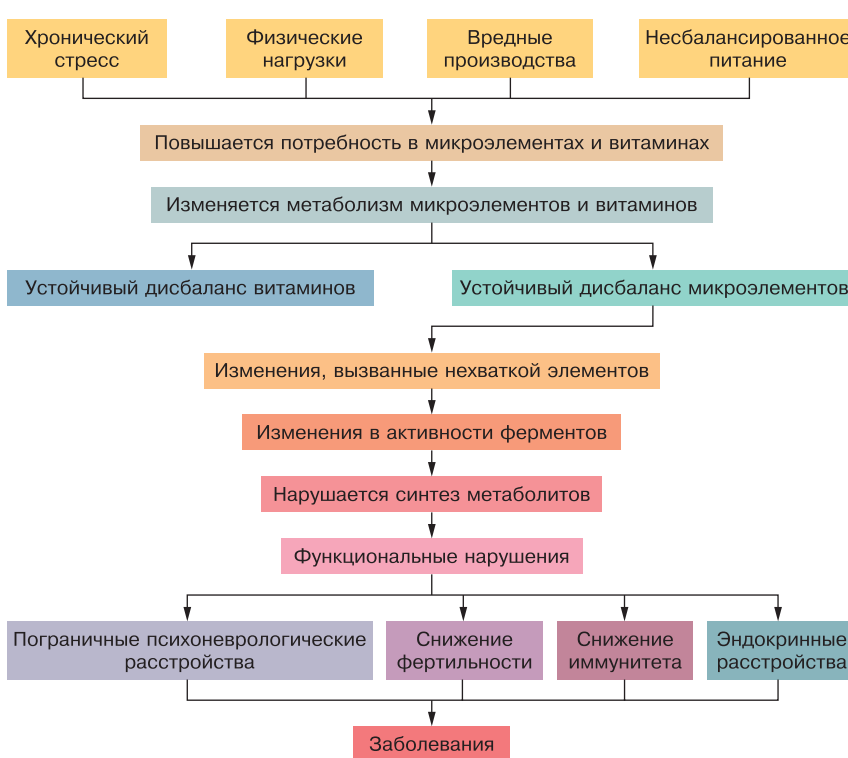 Хронический
стресс
Физические
нагрузки
Вредные
производства
Несбалансированное
питание
Повышается потребность в микроэлементах и витаминах
Изменяется метаболизм микроэлементов и витаминов
Устойчивый дисбаланс витаминов
Устойчивый дисбаланс микроэлементов
Изменения, вызванные нехваткой элементов
Изменения в активности ферментов
Нарушается синтез метаболитов
Функциональные нарушения
Пограничные психоневрологические
расстройства
Снижение
фертильности
Снижение
иммунитета
Эндокринные
расстройства
Заболевания